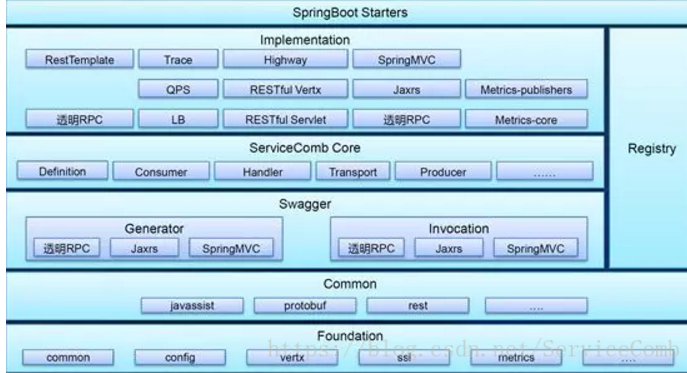 SpringBoot Starters
Implementation
RestTemplate Trace Highway SpringMVC
QPS RESTful Vertx Jaxrs Metrics-publishers
透明RPC LB RESTful Servlet 透明RPC Metrics-core
Registry
ServiceComb Core
Definition Consumer Handler Transport Producer ......
Swagger
Generator Invocation
透明RPC Jaxrs SpringMVC 透明RPC Jaxrs SpringMVC
Common
javassist protobuf rest ....
Foundation
common config vertx ssl metrics ....
https://blog.csdn.net/ServiceComb